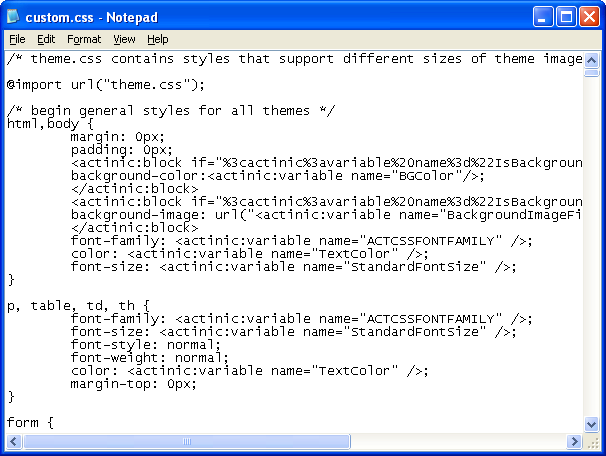 custom.css - Notepad
File Edit Format View Help
/* theme.css contains styles that support different sizes of theme image
@import url("theme.css");
/* begin general styles for all themes */
html,body {
margin: 0px;
padding: 0px;
<actinic:block if="%3cactinic%3avariable%20name%3d%22IsBackgroun
background-color:<actinic:variable name="BGColor"/>;
</actinic:block>
<actinic:block if="%3cactinic%3avariable%20name%3d%22IsBackgroun
background-image: url("<actinic:variable name="BackgroundImageFi
</actinic:block>
font-family: <actinic:variable name="ACTCSSFONTFAMILY" />;
color: <actinic:variable name="TextColor" />;
font-size: <actinic:variable name="StandardFontSize" />;
}
p, table, td, th {
font-family: <actinic:variable name="ACTCSSFONTFAMILY" />;
font-size: <actinic:variable name="StandardFontSize" />;
font-style: normal;
font-weight: normal;
color: <actinic:variable name="TextColor" />;
margin-top: 0px;
}
form {